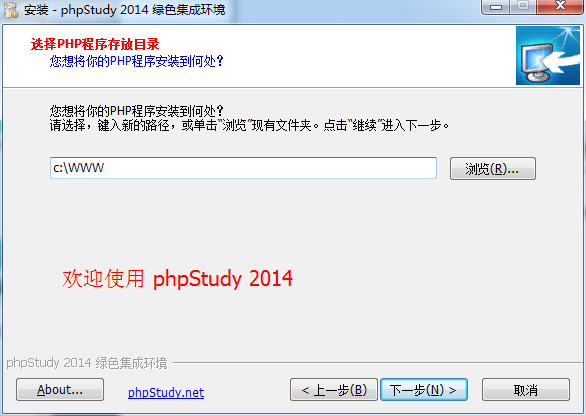 安装 - phpStudy 2014 绿色集成环境
选择PHP程序存放目录
您想将你的PHP程序安装到何处?
您想将你的PHP程序安装到何处?
请选择，键入新的路径，或单击“浏览”现有文件夹。点击“继续”进入下一步。
c:\WWW
浏览(R)...
欢迎使用 phpStudy 2014
phpStudy 2014 绿色集成环境
About...
phpStudy.net
< 上一步(B)
下一步(N) >
取消